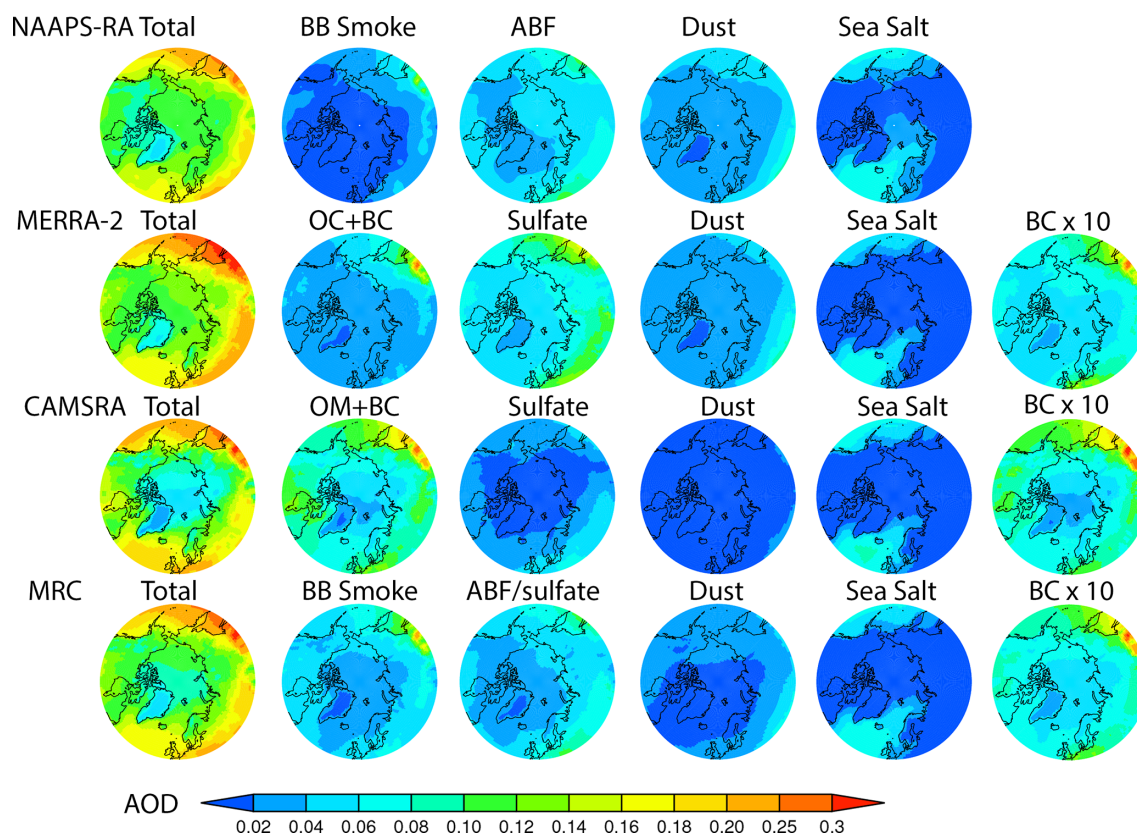 NAAPS-RA Total BB Smoke ABF Dust Sea Salt
MERRA-2 Total OC+BC Sulfate Dust Sea Salt BC x 10
CAMSRA Total OM+BC Sulfate Dust Sea Salt BC x 10
MRC Total BB Smoke ABF/sulfate Dust Sea Salt BC x 10
AOD
0.02 0.04 0.06 0.08 0.10 0.12 0.14 0.16 0.18 0.20 0.25 0.3